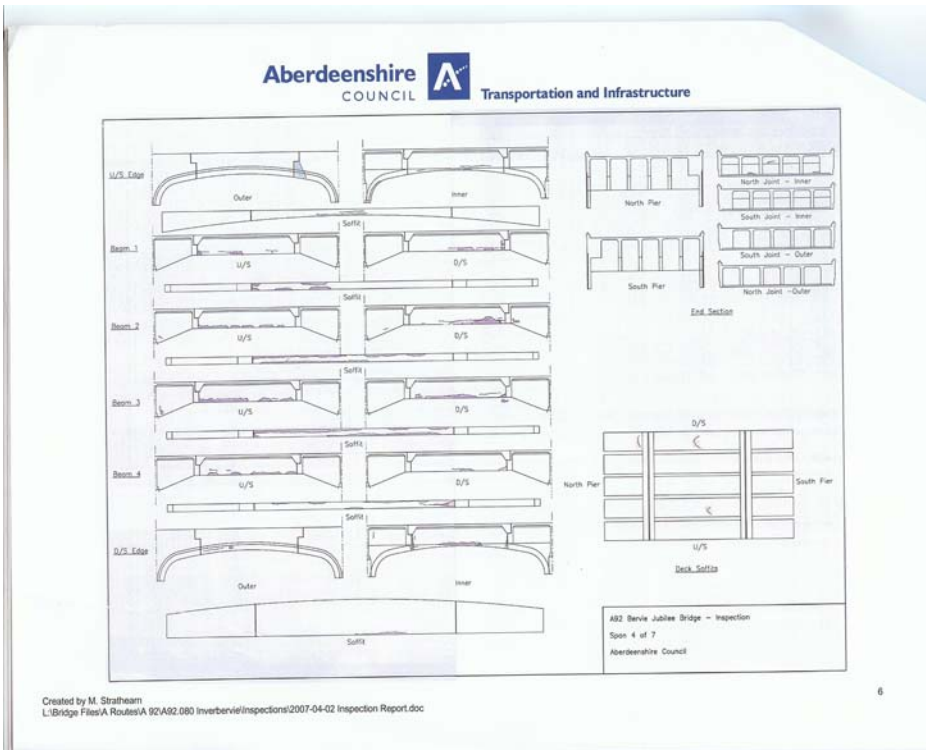 Aberdeenshire
COUNCIL
Transportation and Infrastructure
U/S Edge
Outer
Inner
Soffit
Beam 1
U/S
D/S
Soffit
Beam 2
U/S
D/S
Soffit
Beam 3
U/S
D/S
Soffit
Beam 4
U/S
D/S
Soffit
D/S Edge
Outer
Inner
Soffit
North Pier
South Pier
North Joint - Inner
South Joint - Inner
South Joint - Outer
North Joint -Outer
End Section
D/S
North Pier
South Pier
U/S
Deck Soffits
A92 Bervie Jubilee Bridge - Inspection
Span 4 of 7
Aberdeenshire Council
Created by M. Strathearn
L:\Bridge Files\A Routes\A 92\A92.080 Inverbervie\Inspections\2007-04-02 Inspection Report.doc
6